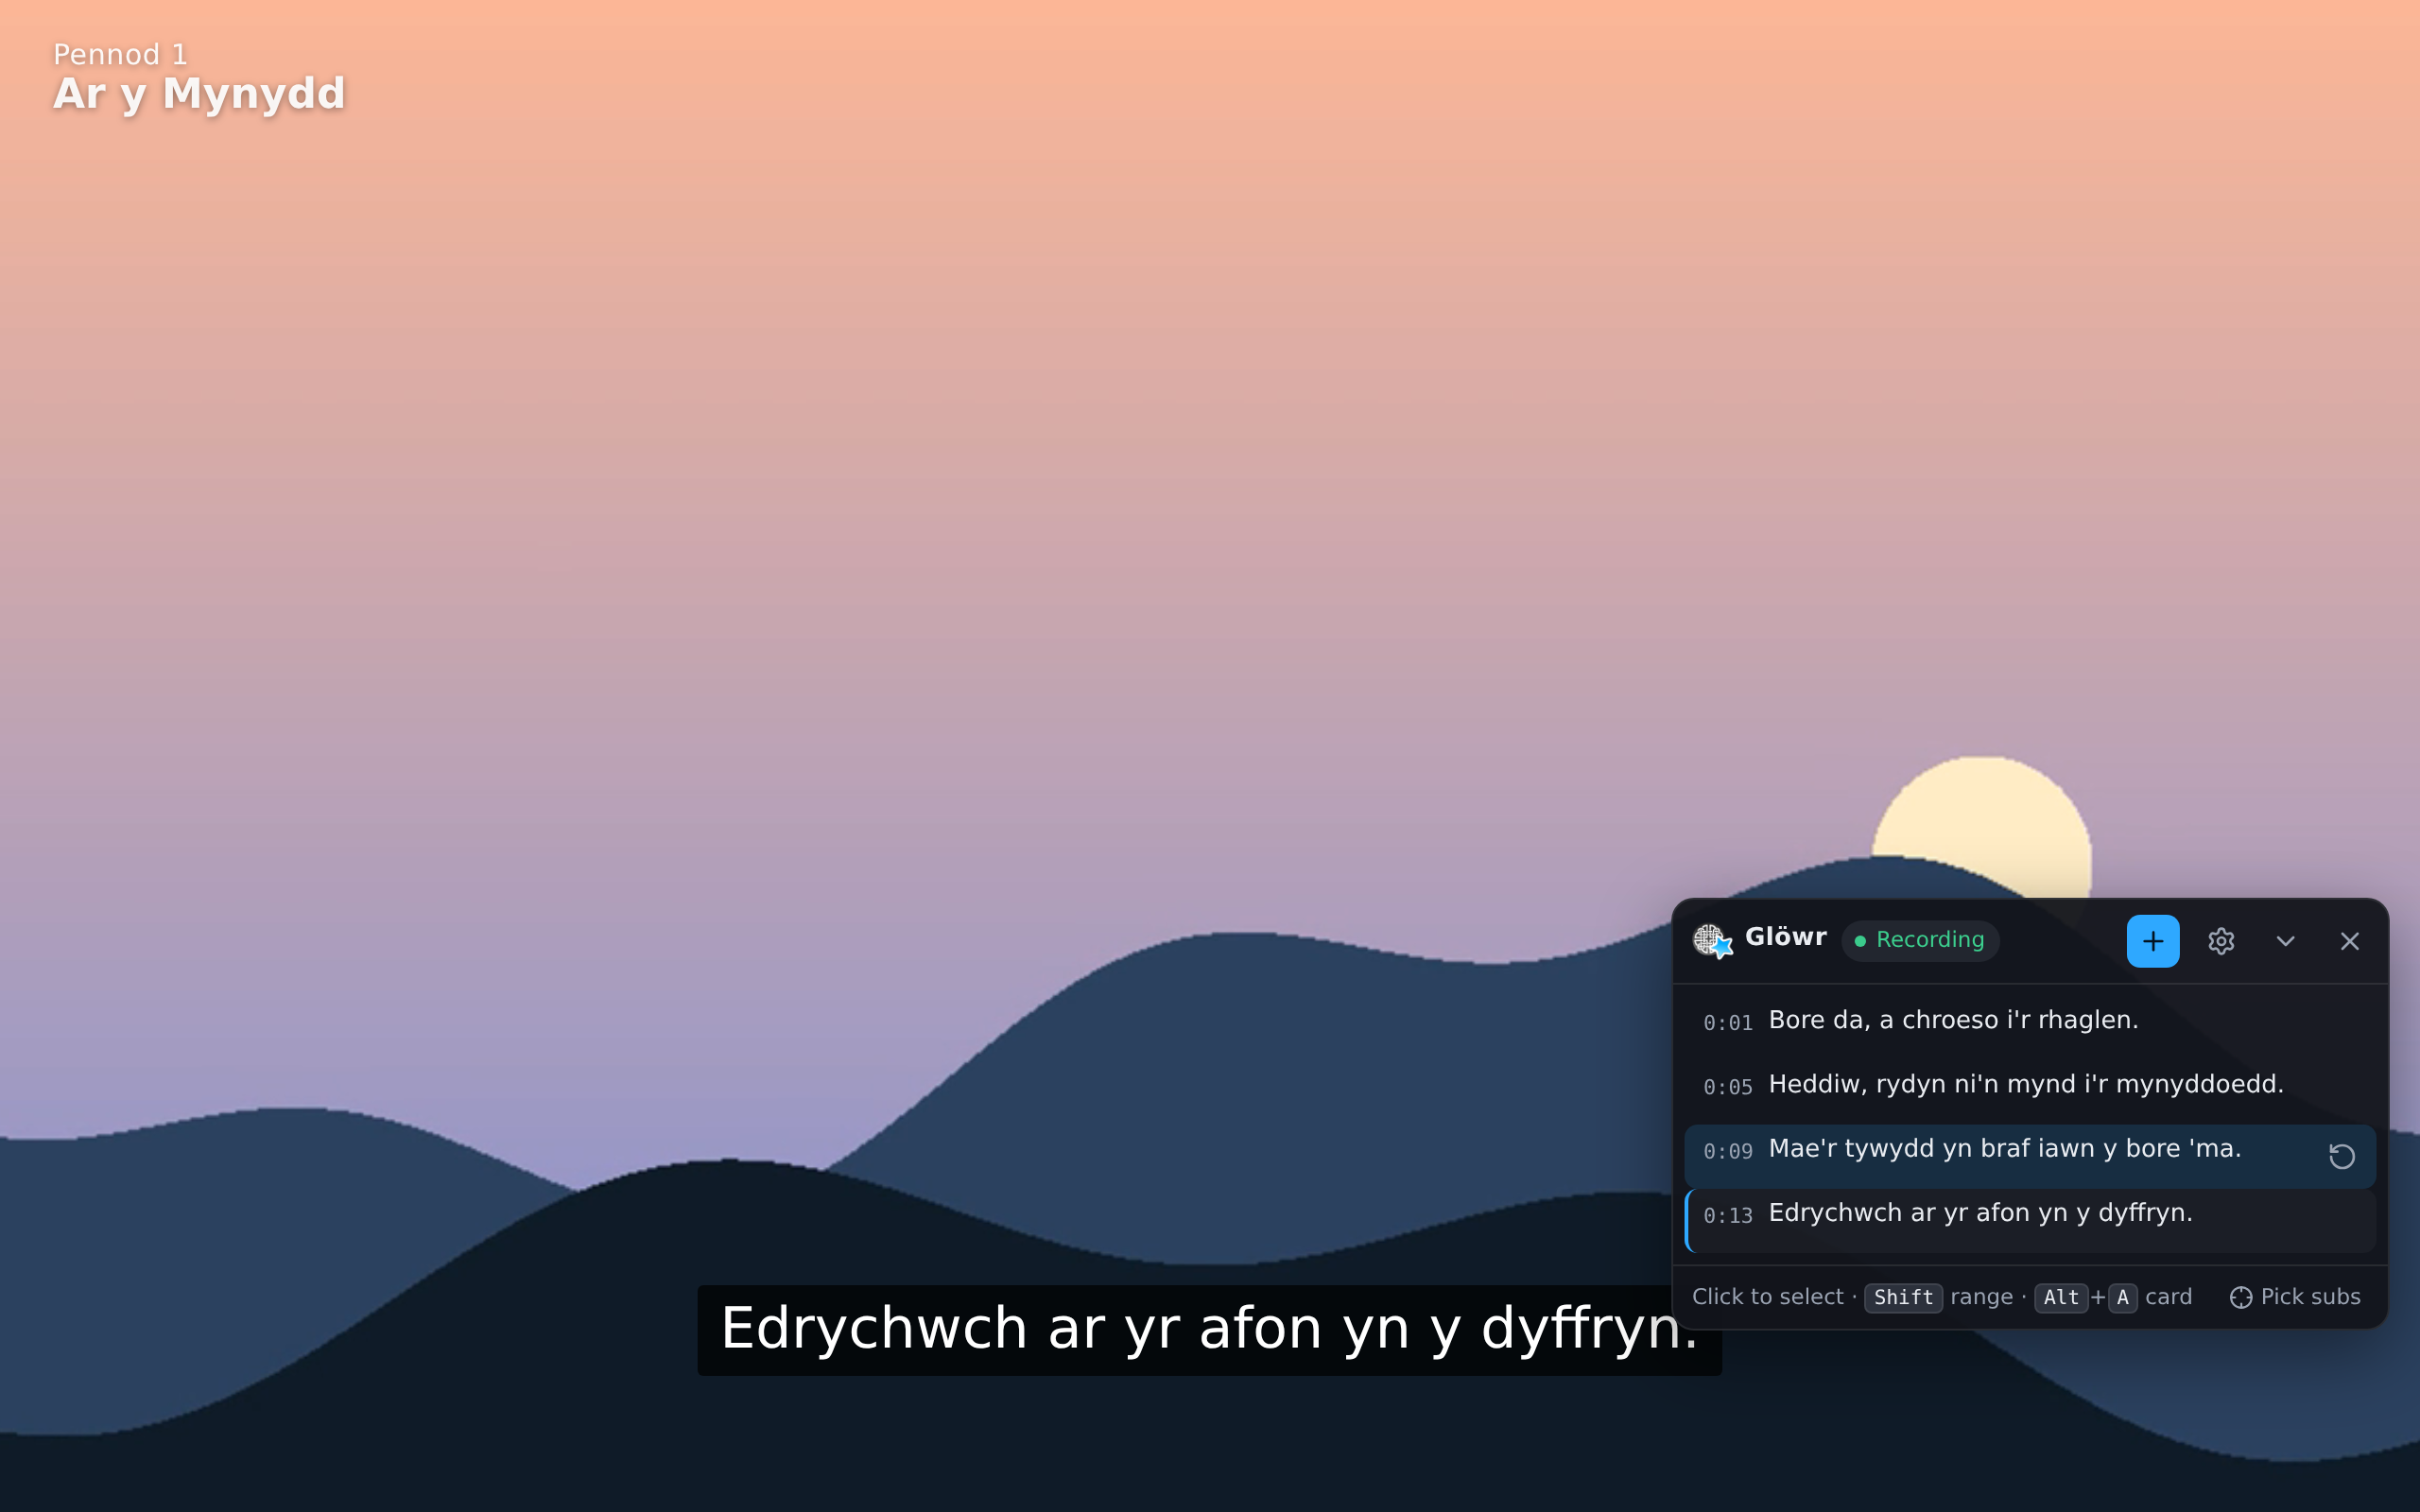 Pennod 1
Ar y Mynydd
Glöwr
Recording
0:01 Bore da, a chroeso i'r rhaglen.
0:05 Heddiw, rydyn ni'n mynd i'r mynyddoedd.
0:09 Mae'r tywydd yn braf iawn y bore 'ma.
0:13 Edrychwch ar yr afon yn y dyffryn.
Click to select · Shift range · Alt+A card Pick subs
Edrychwch ar yr afon yn y dyffryn.